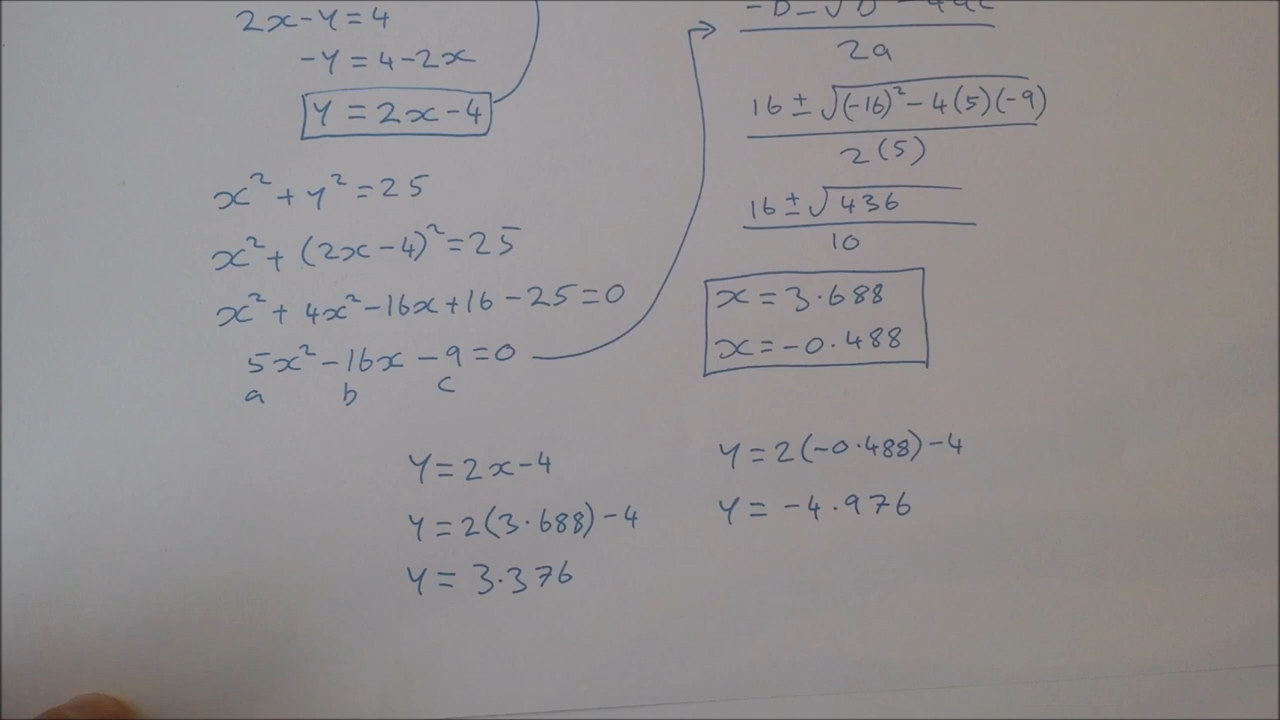 2x-y=4
-y=4-2x
y=2x-4
x²+y²=25
x²+(2x-4)²=25
x²+4x²-16x+16-25=0
5x²-16x-9=0
a b c
2a
16±√(-16)²-4(5)(-9)
2(5)
16±√436
10
x=3.688
x=-0.488
y=2x-4
y=2(3.688)-4
y=3.376
y=2(-0.488)-4
y=-4.976